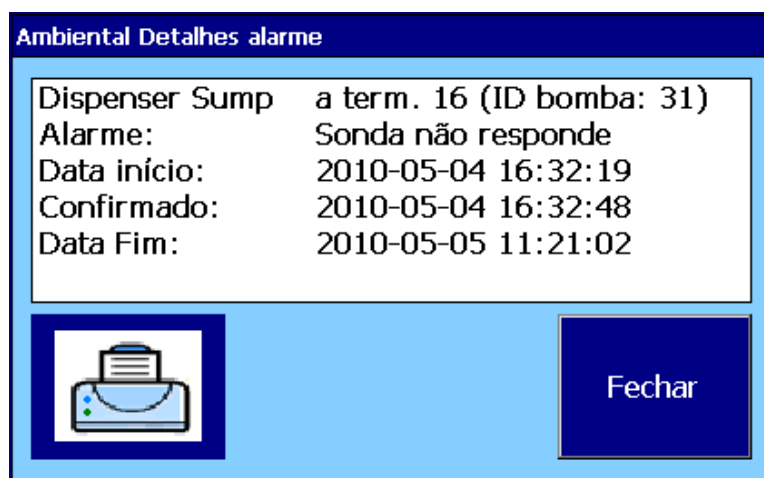 Ambiental Detalhes alarme
Dispenser Sump a term. 16 (ID bomba: 31)
Alarme: Sonda não responde
Data início: 2010-05-04 16:32:19
Confirmado: 2010-05-04 16:32:48
Data Fim: 2010-05-05 11:21:02
Fechar